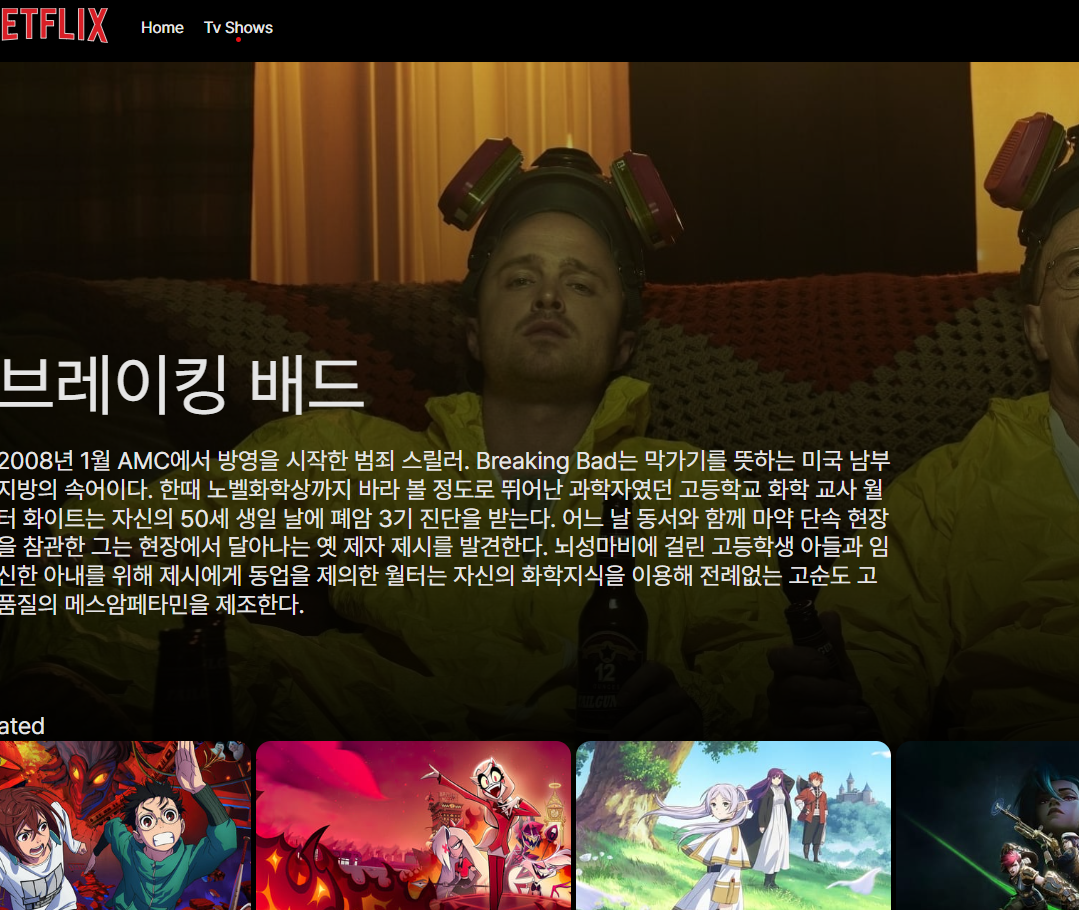 ETFLIX
Home
Tv Shows
브레이킹 배드
2008년 1월 AMC에서 방영을 시작한 범죄 스릴러. Breaking Bad는 막가기를 뜻하는 미국 남부
지방의 속어이다. 한때 노벨화학상까지 바라 볼 정도로 뛰어난 과학자였던 고등학교 화학 교사 월
터 화이트는 자신의 50세 생일 날에 폐암 3기 진단을 받는다. 어느 날 동서와 함께 마약 단속 현장
을 참관한 그는 현장에서 달아나는 옛 제자 제시를 발견한다. 뇌성마비에 걸린 고등학생 아들과 임
신한 아내를 위해 제시에게 동업을 제의한 월터는 자신의 화학지식을 이용해 전례없는 고순도 고
품질의 메스암페타민을 제조한다.
12
ated